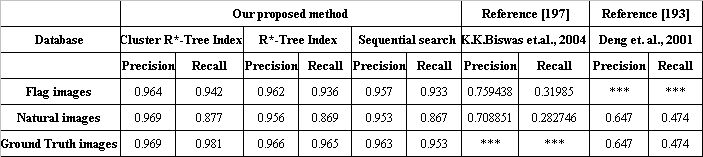 Our proposed method Reference [197] Reference [193]
Database Cluster R*-Tree Index R*-Tree Index Sequential search K.K.Biswas et.al., 2004 Deng et. al., 2001
Precision Recall Precision Recall Precision Recall Precision Recall Precision Recall
Flag images 0.964 0.942 0.962 0.936 0.957 0.933 0.759438 0.31985 *** ***
Natural images 0.969 0.877 0.956 0.869 0.953 0.867 0.708851 0.282746 0.647 0.474
Ground Truth images 0.969 0.981 0.966 0.965 0.963 0.953 *** *** 0.647 0.474